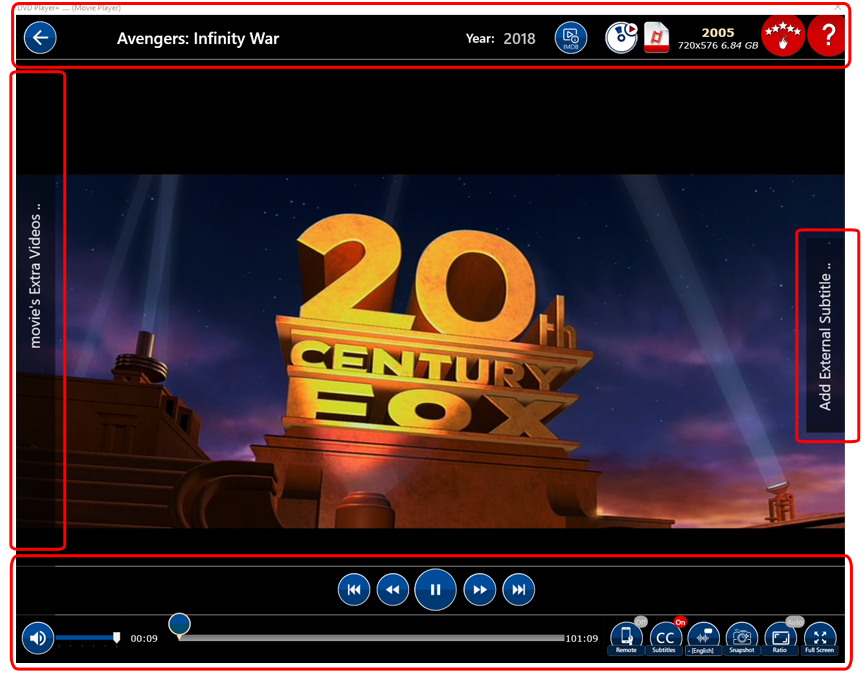 DVD Player+ .... (Movie Player)
Avengers: Infinity War
Year: 2018
IMDB
2005
720x576 6.84 GB
?
movie's Extra Videos ..
20th
CENTURY
FOX
Add External Subtitle ..
00:09
101:09
Off
On
Auto
CC
Remote
Subtitles
- [English]
Snapshot
Ratio
Full Screen